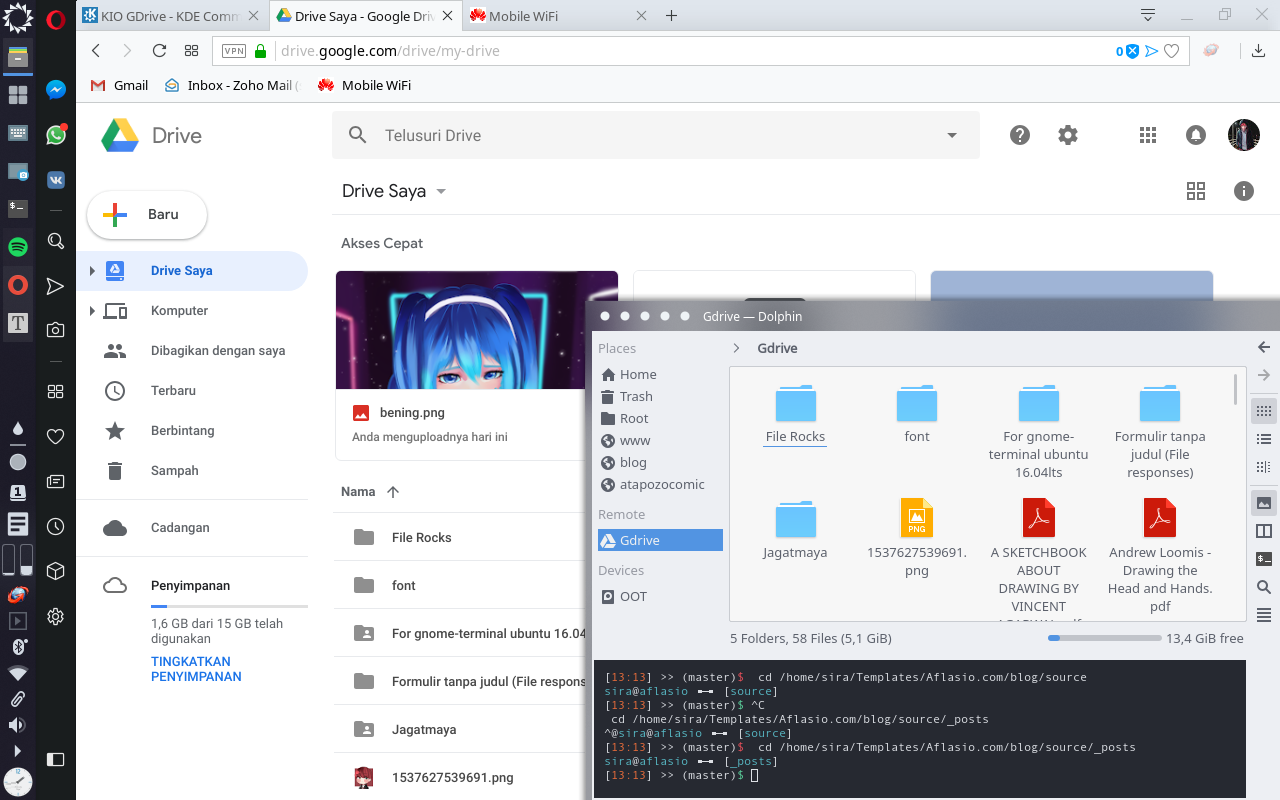 KIO GDrive - KDE Comm
Drive Saya - Google Driv
Mobile WiFi
VPN
drive.google.com/drive/my-drive
0
Gmail
Inbox - Zoho Mail (
Mobile WiFi
Drive
Telusuri Drive
Drive Saya
Baru
Akses Cepat
Drive Saya
Komputer
Dibagikan dengan saya
Terbaru
Berbintang
Sampah
Cadangan
Penyimpanan
1,6 GB dari 15 GB telah
digunakan
TINGKATKAN
PENYIMPANAN
bening.png
Anda menguploadnya hari ini
Nama
File Rocks
font
For gnome-terminal ubuntu 16.04
Formulir tanpa judul (File respons
Jagatmaya
1537627539691.png
Gdrive — Dolphin
Places
Home
Trash
Root
www
blog
atapozocomic
Remote
Gdrive
Devices
OOT
Gdrive
File Rocks
font
For gnome-
terminal ubuntu
16.04lts
Formulir tanpa
judul (File
responses)
Jagatmaya
PNG
1537627539691.
png
A SKETCHBOOK
ABOUT
DRAWING BY
VINCENT
Andrew Loomis -
Drawing the
Head and Hands.
pdf
5 Folders, 58 Files (5,1 GiB)
13,4 GiB free
[13:13] >> (master)$  cd /home/sira/Templates/Aflasio.com/blog/source
sira@aflasio [source]
[13:13] >> (master)$ ^C
cd /home/sira/Templates/Aflasio.com/blog/source/_posts
^@sira@aflasio [source]
[13:13] >> (master)$  cd /home/sira/Templates/Aflasio.com/blog/source/_posts
sira@aflasio [_posts]
[13:13] >> (master)$
1
T